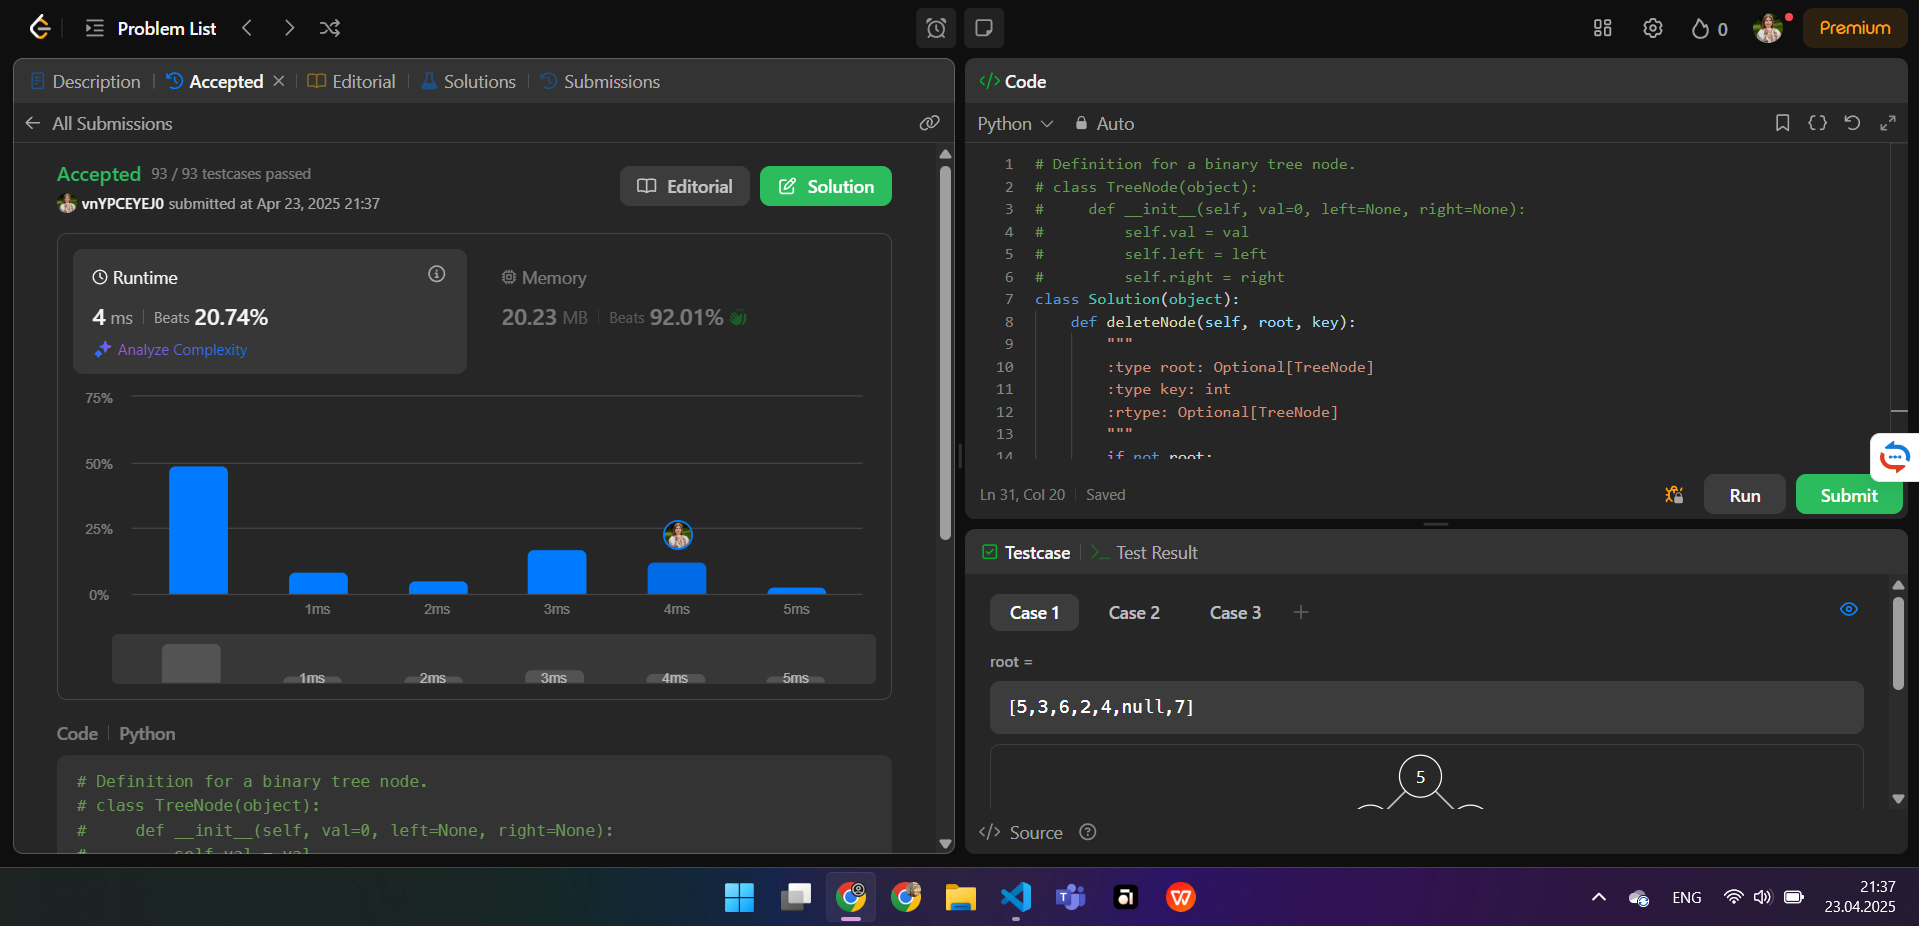 Problem List
0
Premium
Description
Accepted
Editorial
Solutions
Submissions
All Submissions
Accepted 93 / 93 testcases passed
vnYPCEYEJ0 submitted at Apr 23, 2025 21:37
Editorial
Solution
Runtime
4 ms Beats 20.74%
Analyze Complexity
Memory
20.23 MB Beats 92.01%
75%
50%
25%
0%
1ms 2ms 3ms 4ms 5ms
1ms 2ms 3ms 4ms 5ms
Code Python
# Definition for a binary tree node.
# class TreeNode(object):
#     def __init__(self, val=0, left=None, right=None):
#         self.val = val
</> Code
Python
Auto
1 # Definition for a binary tree node.
2 # class TreeNode(object):
3 #     def __init__(self, val=0, left=None, right=None):
4 #         self.val = val
5 #         self.left = left
6 #         self.right = right
7 class Solution(object):
8     def deleteNode(self, root, key):
9         """
10         :type root: Optional[TreeNode]
11         :type key: int
12         :rtype: Optional[TreeNode]
13         """
14         if not root:
Ln 31, Col 20 Saved
Run
Submit
Testcase
Test Result
Case 1 Case 2 Case 3 +
root =
[5,3,6,2,4,null,7]
5
</> Source
ENG
21:37
23.04.2025